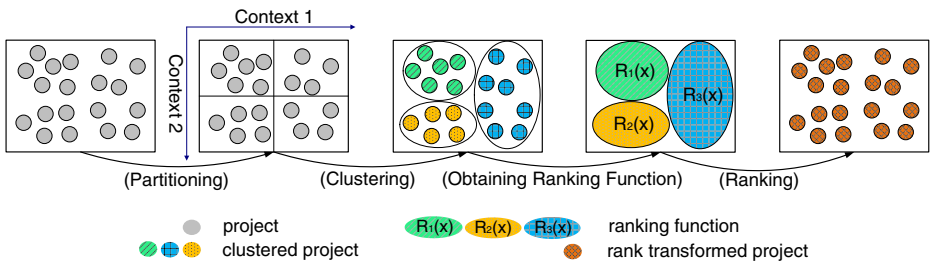 Context 1
Context 2
R1(x)
R2(x)
R3(x)
(Partitioning)
(Clustering)
(Obtaining Ranking Function)
(Ranking)
project
R1(x) R2(x) R3(x) ranking function
clustered project
rank transformed project